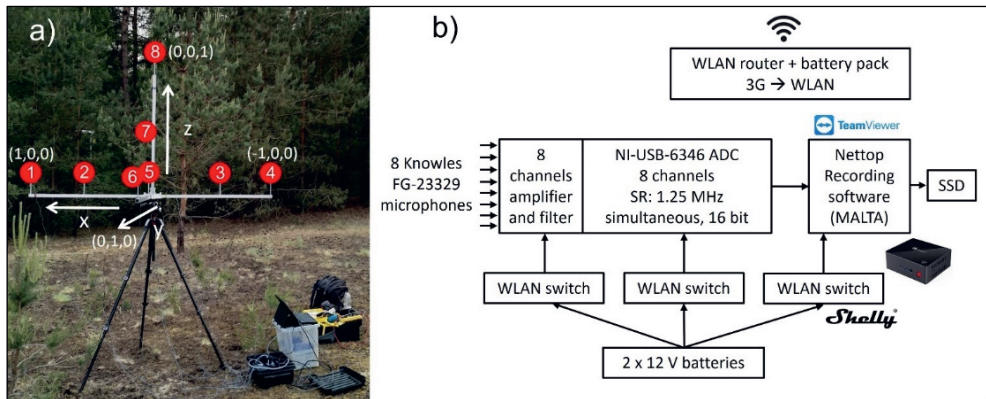 a)
8 (0,0,1)
7
z
(1,0,0)
(-1,0,0)
1
2
6
5
3
4
x
(0,1,0)
y
b)
WLAN router + battery pack
3G → WLAN
TeamViewer
8 Knowles
FG-23329
microphones
8
channels
amplifier
and filter
NI-USB-6346 ADC
8 channels
SR: 1.25 MHz
simultaneous, 16 bit
Nettop
Recording
software
(MALTA)
SSD
WLAN switch
WLAN switch
WLAN switch
Shelly®
2 x 12 V batteries